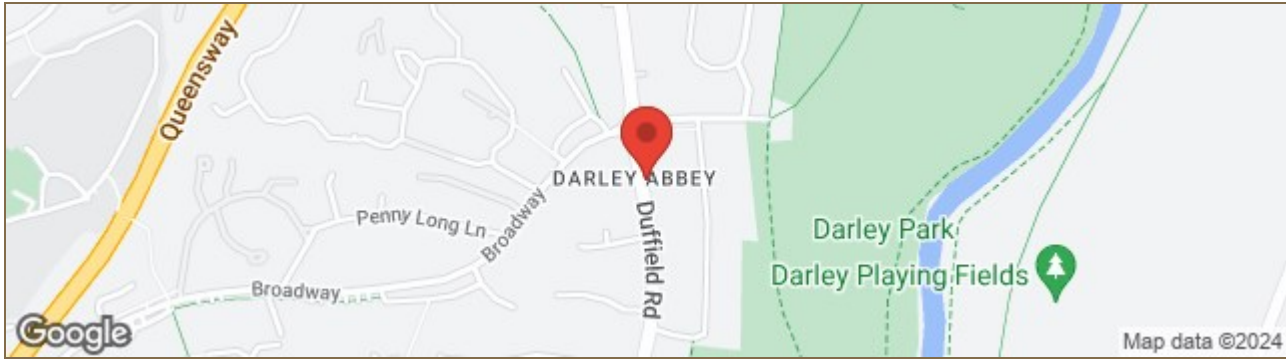 Queensway
DARLEY ABBEY
Penny Long Ln
Broadway
Duffield Rd
Darley Park
Darley Playing Fields
Broadway
Google
Map data ©2024